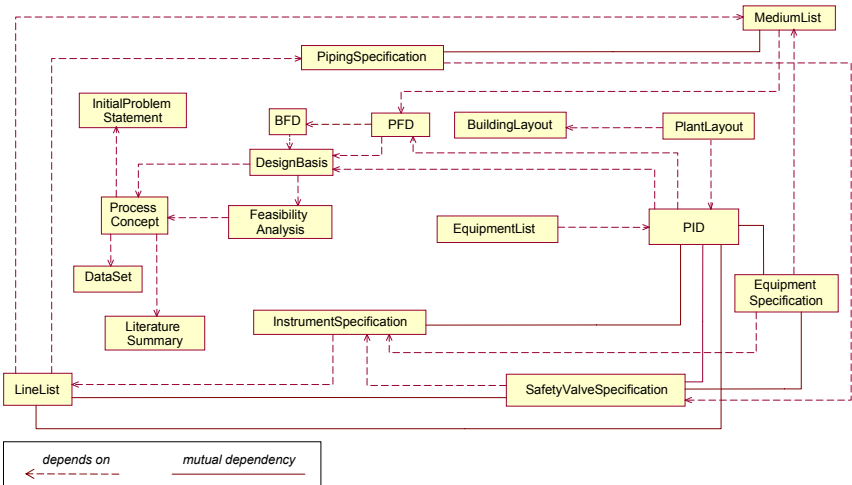 MediumList
PipingSpecification
InitialProblem
Statement
BFD
PFD
BuildingLayout
PlantLayout
DesignBasis
Process
Concept
Feasibility
Analysis
EquipmentList
PID
DataSet
Equipment
Specification
Literature
Summary
InstrumentSpecification
LineList
SafetyValveSpecification
depends on
mutual dependency